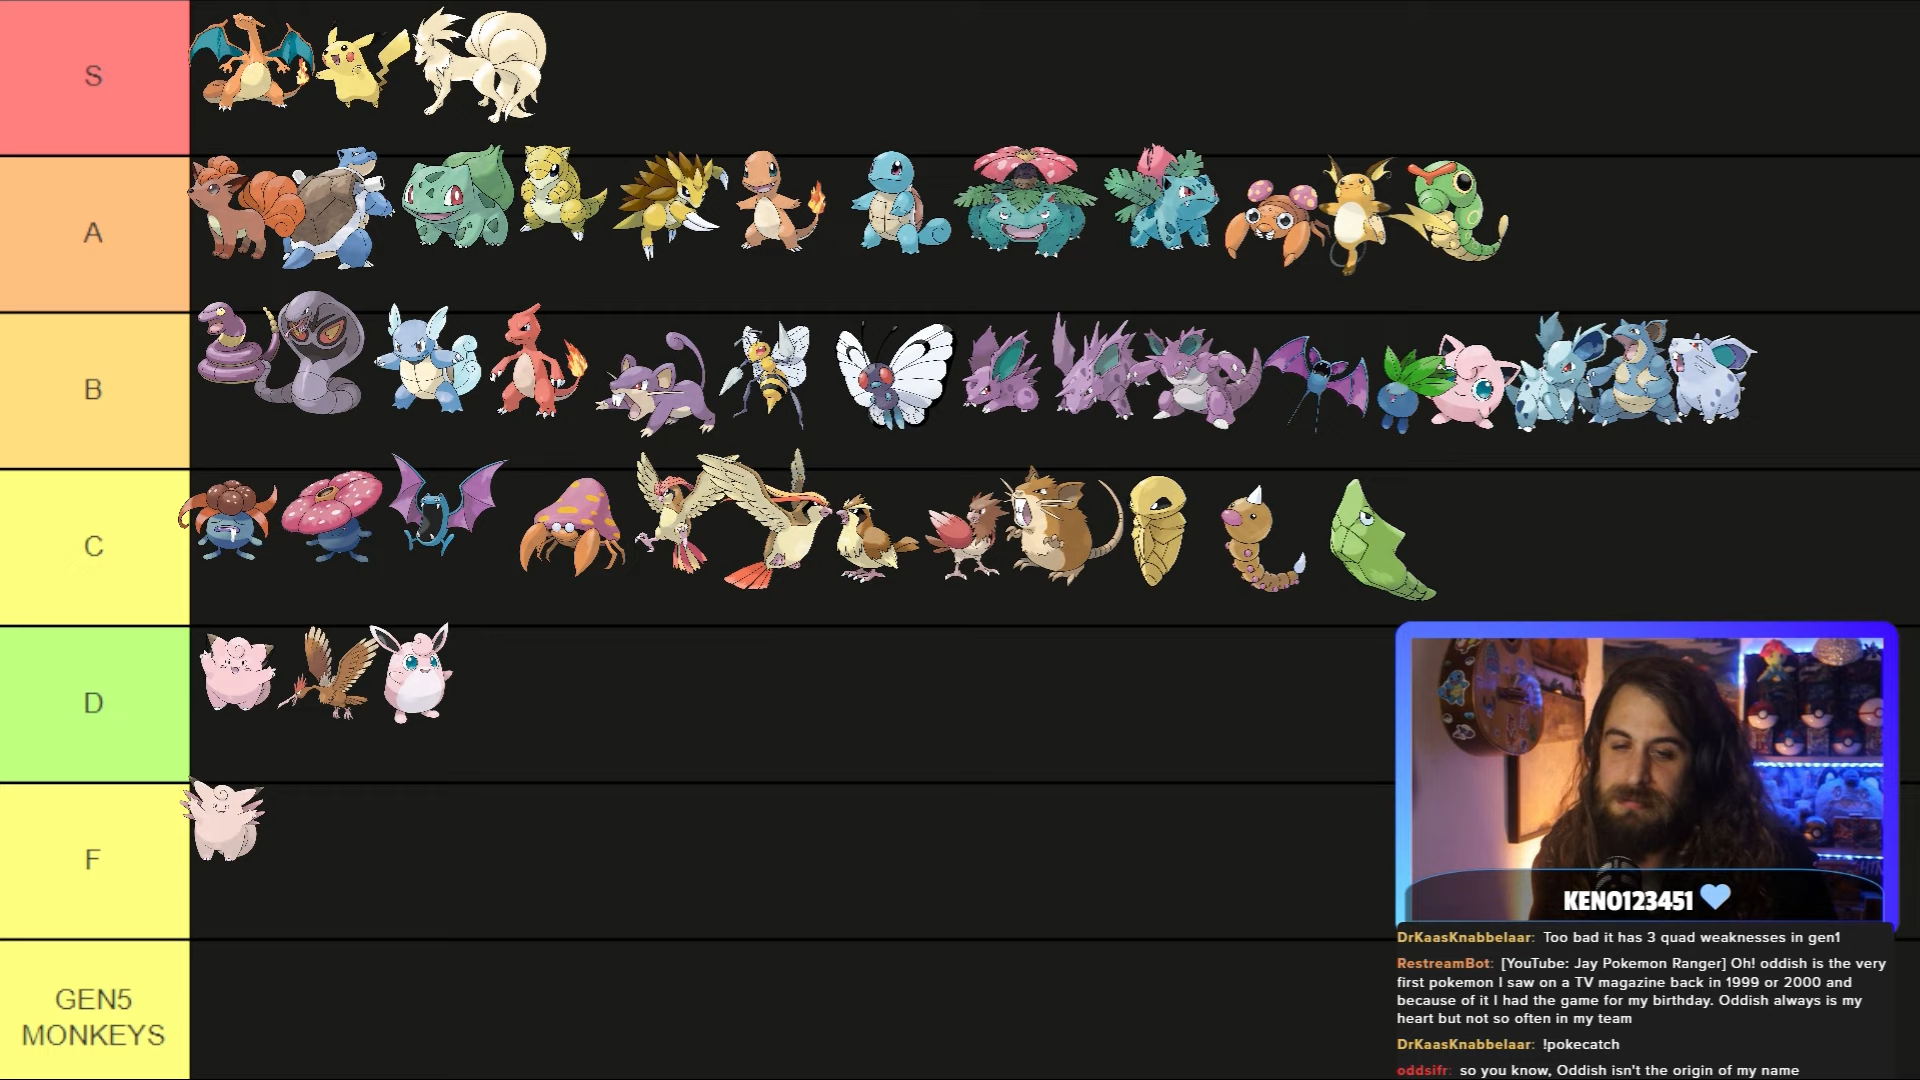 S
A
B
C
D
F
GEN5
MONKEYS
KENO123451
DrKaasKnabbelaar: Too bad it has 3 quad weaknesses in gen1
RestreamBot: [YouTube: Jay Pokemon Ranger] Oh! oddish is the very
first pokemon I saw on a TV magazine back in 1999 or 2000 and
because of it I had the game for my birthday. Oddish always is my
heart but not so often in my team
DrKaasKnabbelaar: !pokecatch
oddsifr: so you know, Oddish isn't the origin of my name